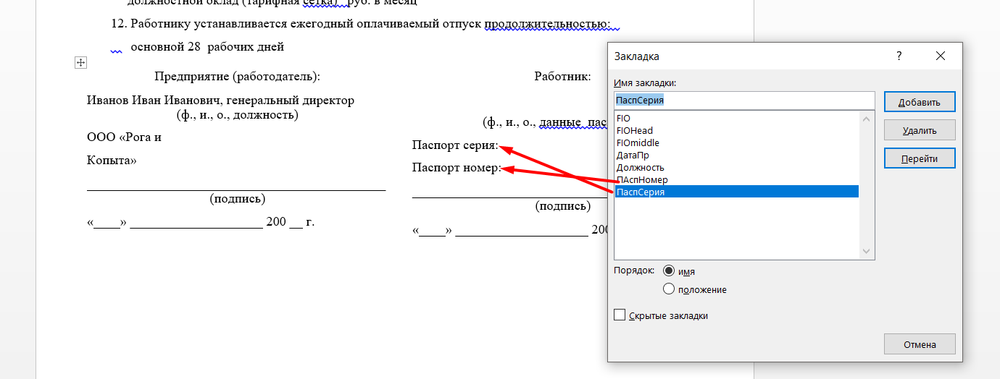 должностной оклад (тарифная сетка) руб. в месяц
12. Работнику устанавливается ежегодный оплачиваемый отпуск продолжительностью:
основной 28 рабочих дней
Предприятие (работодатель):
Иванов Иван Иванович, генеральный директор
(ф., и., о., должность)
ООО «Рога и
Копыта»
(подпись)
«____» ____________________ 200 __ г.
Работник:
(ф., и., о., данные пас
Паспорт серия:
Паспорт номер:
(подпись)
«____» ____________________ 200
Закладка
?
Имя закладки:
ПаспСерия
FIO
FIOHead
FIOmiddle
ДатаПр
Должность
ПАспНомер
ПаспСерия
Добавить
Удалить
Перейти
Порядок:
имя
положение
Скрытые закладки
Отмена